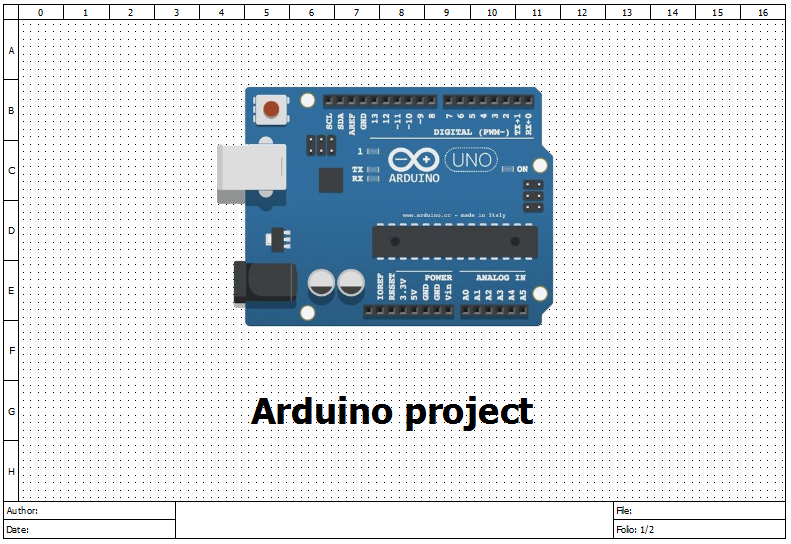 0 1 2 3 4 5 6 7 8 9 10 11 12 13 14 15 16
A
B
C
D
E
F
G
H
SCL SDA AREF GND 13 12 ~11 ~10 ~9 8 7 6 5 4 3 2 TX→1 RX←0
DIGITAL (PWM~)
1
TX
RX
UNO
ON
ARDUINO
www.arduino.cc - made in Italy
POWER ANALOG IN
IOREF RESET 3.3V 5V GND GND Vin A0 A1 A2 A3 A4 A5
Arduino project
Author:
Date:
File:
Folio: 1/2